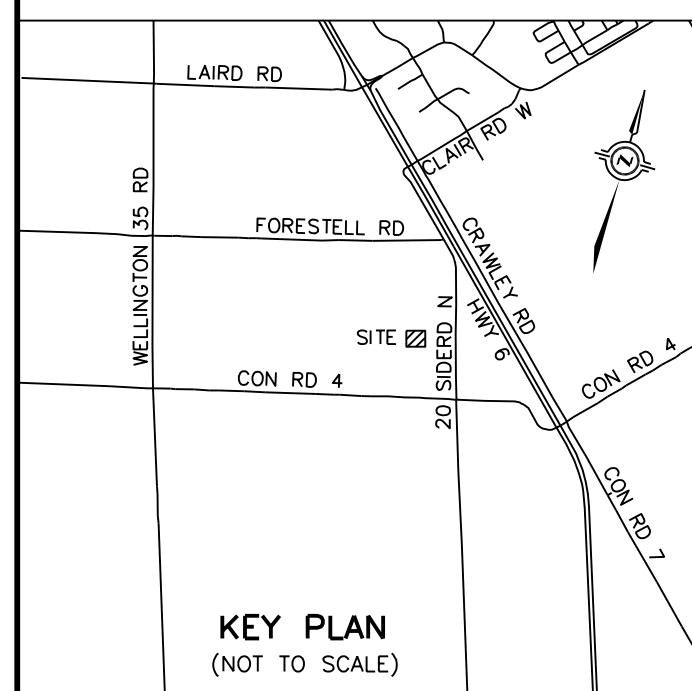 LAIRD RD
CLAIR RD W
N
WELLINGTON 35 RD
FORESTELL RD
CRAWLEY RD
HWY 6
20 SIDERD N
SITE
CON RD 4
CON RD 4
CON RD 7
KEY PLAN
(NOT TO SCALE)